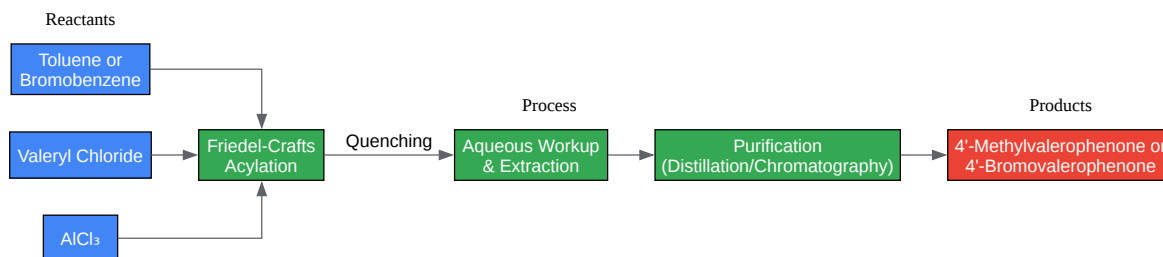 Reactants
Toluene or
Bromobenzene
Process
Products
Valeryl Chloride
Friedel-Crafts
Acylation
Quenching
Aqueous Workup
& Extraction
Purification
(Distillation/Chromatography)
4'-Methylvalerophenone or
4'-Bromovalerophenone
AlCl₃